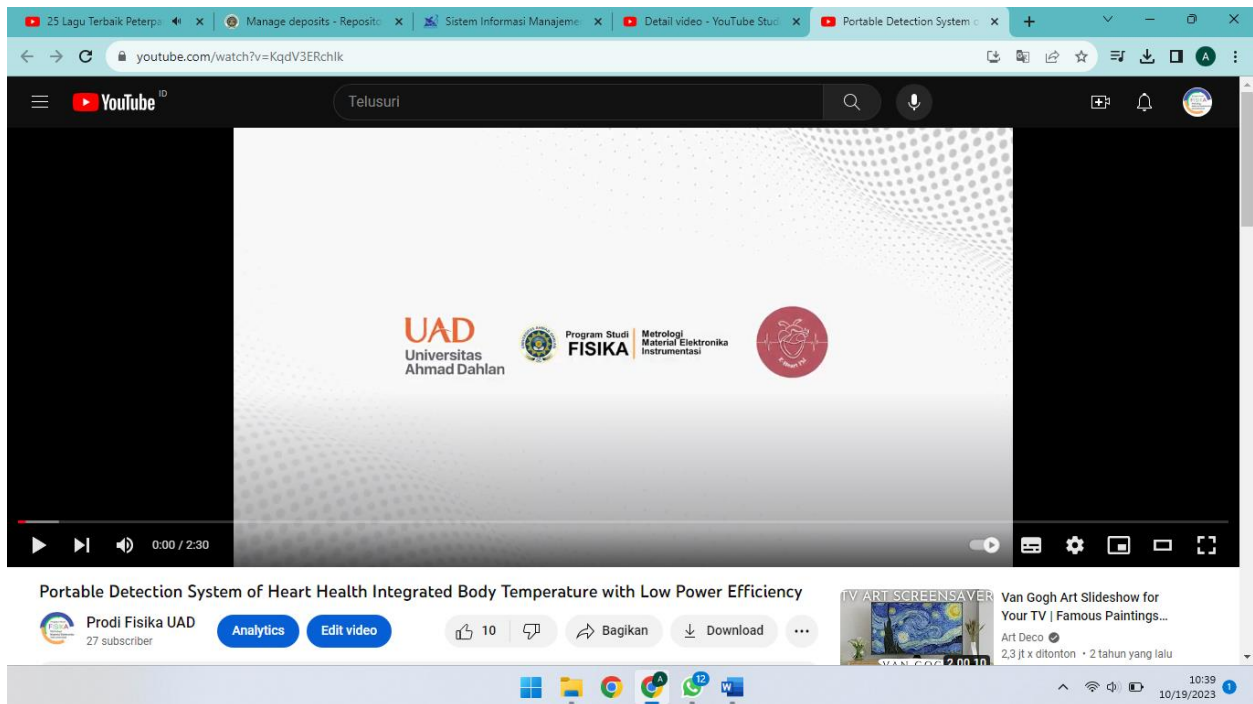 25 Lagu Terbaik Peterpa
Manage deposits - Reposito
Sistem Informasi Manajeme
Detail video - YouTube Stud
Portable Detection System o
youtube.com/watch?v=KqdV3ERchIk
A
YouTube ID
Telusuri
UAD
Universitas
Ahmad Dahlan
Program Studi
FISIKA
Metrologi
Material Elektronika
Instrumentasi
0:00 / 2:30
Portable Detection System of Heart Health Integrated Body Temperature with Low Power Efficiency
Prodi Fisika UAD
27 subscriber
Analytics
Edit video
10
Bagikan
Download
TV ART SCREENSAVER
VAN GOG
2.00.10
Van Gogh Art Slideshow for
Your TV | Famous Paintings...
Art Deco
2,3 jt x ditonton • 2 tahun yang lalu
A
12
10:39
10/19/2023
1